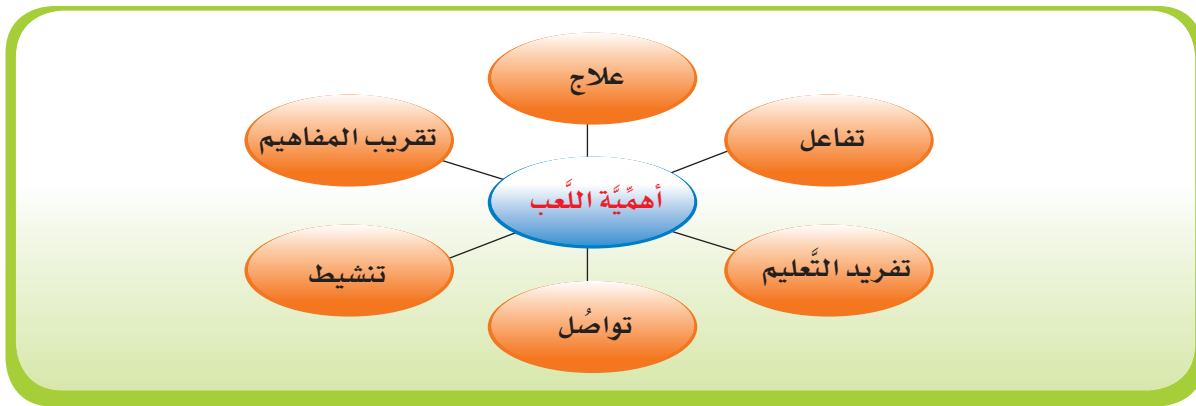 علاج
تفاعل
تقريب المفاهيم
أهمِّيَّة اللَّعب
تفريد التَّعليم
تنشيط
تواصُل